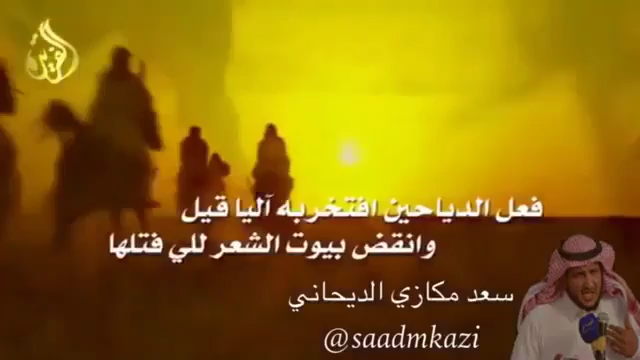 فعل الدياحين افتخربه آليا قيل
وانقض بيوت الشعر للي فتلها
سعد مكازي الديحاني
@saadmkazi